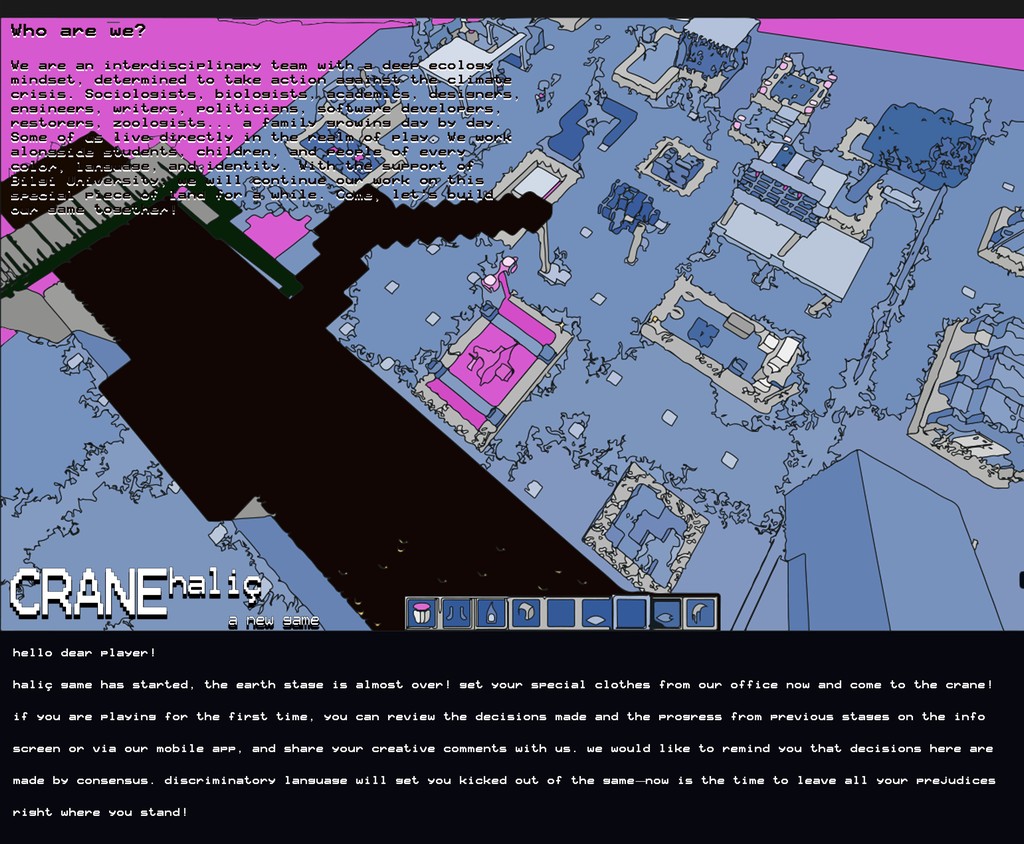 Who are we?
We are an interdisciplinary team with a deep ecology
mindset, determined to take action against the climate
crisis. Sociologists, biologists, academics, designers,
engineers, writers, politicians, software developers,
restorers, zoologists... a family growing day by day.
Some of us live directly in the realm of play. We work
alongside students, children, and people of every
color, language, and identity. With the support of
Bilgi University, we will continue our work on this
special piece of land for a while. Come, let's build
our game together!
CRANE haliç
a new game
hello dear player!
haliç game has started, the earth stage is almost over! get your special clothes from our office now and come to the crane!
if you are playing for the first time, you can review the decisions made and the progress from previous stages on the info
screen or via our mobile app, and share your creative comments with us. we would like to remind you that decisions here are
made by consensus. discriminatory language will get you kicked out of the game—now is the time to leave all your prejudices
right where you stand!